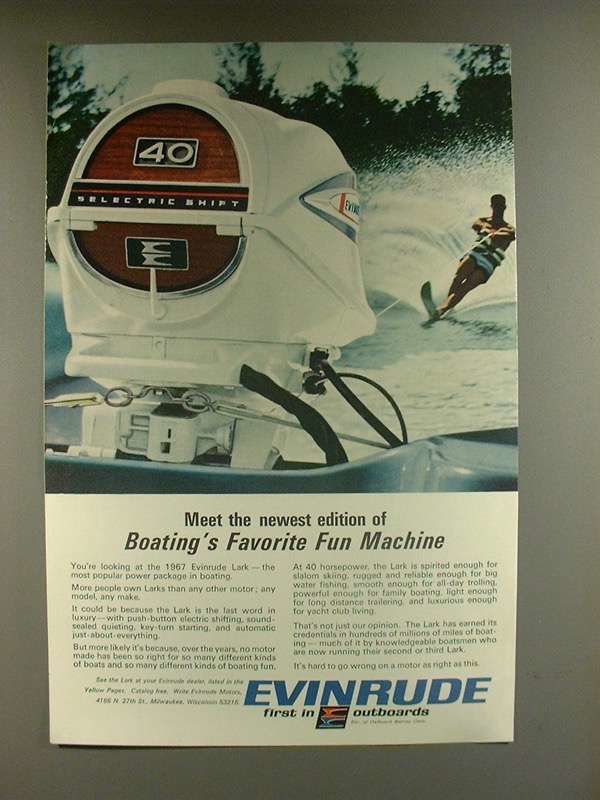 40
SELECTRIC SHIFT
E
Meet the newest edition of
Boating's Favorite Fun Machine
You're looking at the 1967 Evinrude Lark — the
most popular power package in boating.
More people own Larks than any other motor; any
model, any make.
It could be because the Lark is the last word in
luxury — with push-button electric shifting, sound-
sealed quieting, key-turn starting, and automatic
just-about-everything.
But more likely it's because, over the years, no motor
made has been so right for so many different kinds
of boats and so many different kinds of boating fun.
At 40 horsepower, the Lark is spirited enough for
slalom skiing, rugged and reliable enough for big
water fishing, smooth enough for all-day trolling,
powerful enough for family boating, light enough
for long distance trailering, and luxurious enough
for yacht club living.
That's not just our opinion. The Lark has earned its
credentials in hundreds of millions of miles of boat-
ing — much of it by knowledgeable boatsmen who
are now running their second or third Lark.
It's hard to go wrong on a motor as right as this.
See the Lark at your Evinrude dealer, listed in the
Yellow Pages. Catalog free. Write Evinrude Motors,
4166 N. 27th St., Milwaukee, Wisconsin 53216.
EVINRUDE
first in outboards
Div. of Outboard Marine Corp.